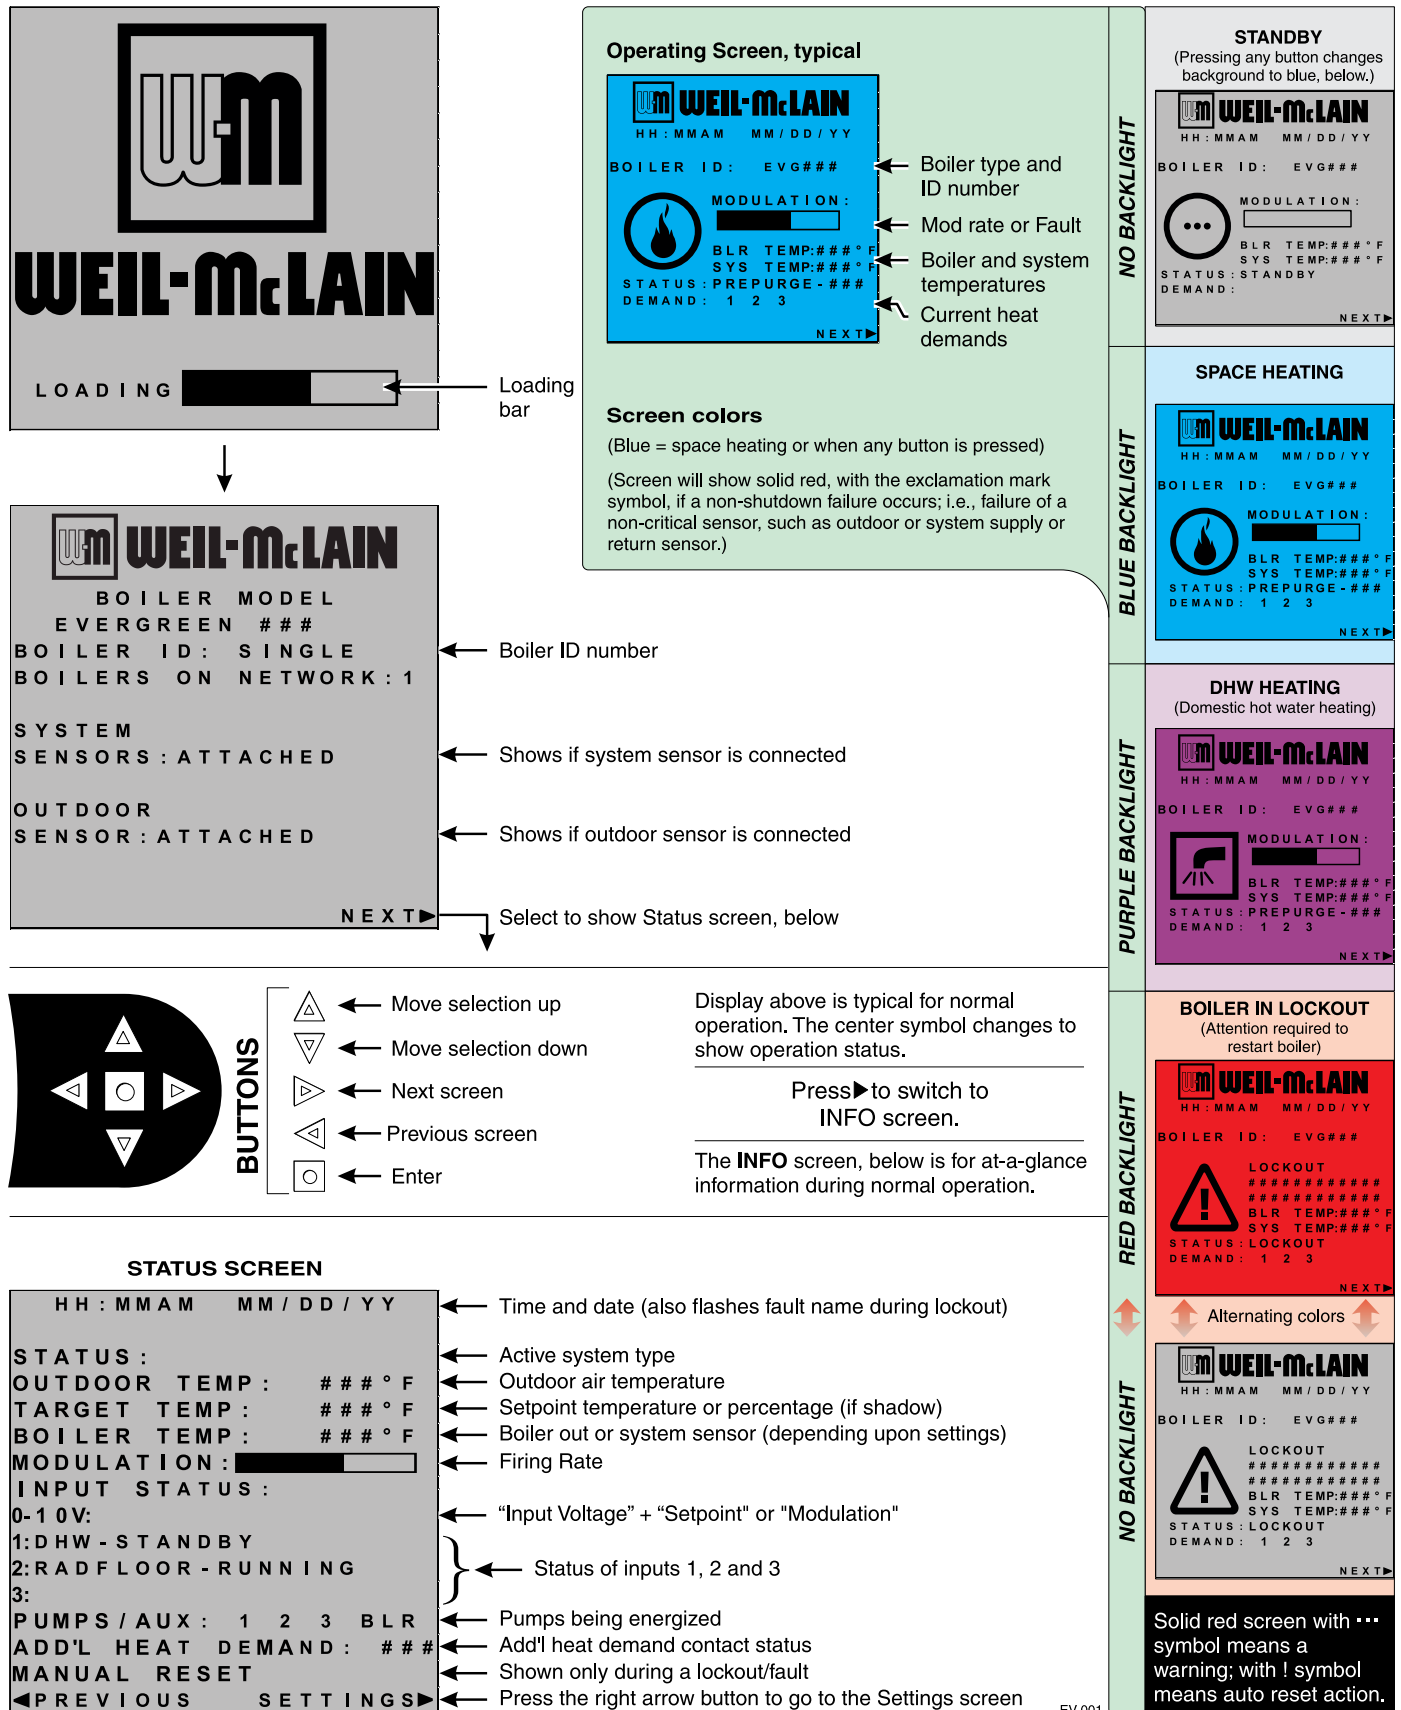 WM
WEIL-McLAIN
LOADING
Loading
bar
WM WEIL-McLAIN
BOILER MODEL
EVERGREEN ###
BOILER ID: SINGLE
BOILERS ON NETWORK:1
SYSTEM
SENSORS:ATTACHED
OUTDOOR
SENSOR:ATTACHED
NEXT▶
Boiler ID number
Shows if system sensor is connected
Shows if outdoor sensor is connected
Select to show Status screen, below
Operating Screen, typical
WM WEIL-McLAIN
HH:MMAM MM/DD/YY
BOILER ID: EVG###
MODULATION:
BLR TEMP:###°F
SYS TEMP:###°F
STATUS:PREPURGE-###
DEMAND: 1 2 3
NEXT▶
Boiler type and
ID number
Mod rate or Fault
Boiler and system
temperatures
Current heat
demands
Screen colors
(Blue = space heating or when any button is pressed)
(Screen will show solid red, with the exclamation mark
symbol, if a non-shutdown failure occurs; i.e., failure of a
non-critical sensor, such as outdoor or system supply or
return sensor.)
BUTTONS
Move selection up
Move selection down
Next screen
Previous screen
Enter
Display above is typical for normal
operation. The center symbol changes to
show operation status.
Press▶to switch to
INFO screen.
The INFO screen, below is for at-a-glance
information during normal operation.
STATUS SCREEN
HH:MMAM MM/DD/YY
STATUS:
OUTDOOR TEMP: ###°F
TARGET TEMP: ###°F
BOILER TEMP: ###°F
MODULATION:
INPUT STATUS:
0-10V:
1:DHW-STANDBY
2:RADFLOOR-RUNNING
3:
PUMPS/AUX: 1 2 3 BLR
ADD'L HEAT DEMAND: ###
MANUAL RESET
◀PREVIOUS SETTINGS▶
Time and date (also flashes fault name during lockout)
Active system type
Outdoor air temperature
Setpoint temperature or percentage (if shadow)
Boiler out or system sensor (depending upon settings)
Firing Rate
“Input Voltage” + “Setpoint" or "Modulation"
Status of inputs 1, 2 and 3
Pumps being energized
Add'l heat demand contact status
Shown only during a lockout/fault
Press the right arrow button to go to the Settings screen
EV-001
NO BACKLIGHT
STANDBY
(Pressing any button changes
background to blue, below.)
WM WEIL-McLAIN
HH:MMAM MM/DD/YY
BOILER ID: EVG###
MODULATION:
BLR TEMP:###°F
SYS TEMP:###°F
STATUS:STANDBY
DEMAND:
NEXT▶
BLUE BACKLIGHT
SPACE HEATING
WM WEIL-McLAIN
HH:MMAM MM/DD/YY
BOILER ID: EVG###
MODULATION:
BLR TEMP:###°F
SYS TEMP:###°F
STATUS:PREPURGE-###
DEMAND: 1 2 3
NEXT▶
PURPLE BACKLIGHT
DHW HEATING
(Domestic hot water heating)
WM WEIL-McLAIN
HH:MMAM MM/DD/YY
BOILER ID: EVG###
MODULATION:
BLR TEMP:###°F
SYS TEMP:###°F
STATUS:PREPURGE-###
DEMAND: 1 2 3
NEXT▶
RED BACKLIGHT
BOILER IN LOCKOUT
(Attention required to
restart boiler)
WM WEIL-McLAIN
HH:MMAM MM/DD/YY
BOILER ID: EVG###
LOCKOUT
############
############
BLR TEMP:###°F
SYS TEMP:###°F
STATUS:LOCKOUT
DEMAND: 1 2 3
NEXT▶
Alternating colors
NO BACKLIGHT
WM WEIL-McLAIN
HH:MMAM MM/DD/YY
BOILER ID: EVG###
LOCKOUT
############
############
BLR TEMP:###°F
SYS TEMP:###°F
STATUS:LOCKOUT
DEMAND: 1 2 3
NEXT▶
Solid red screen with ···
symbol means a
warning; with ! symbol
means auto reset action.